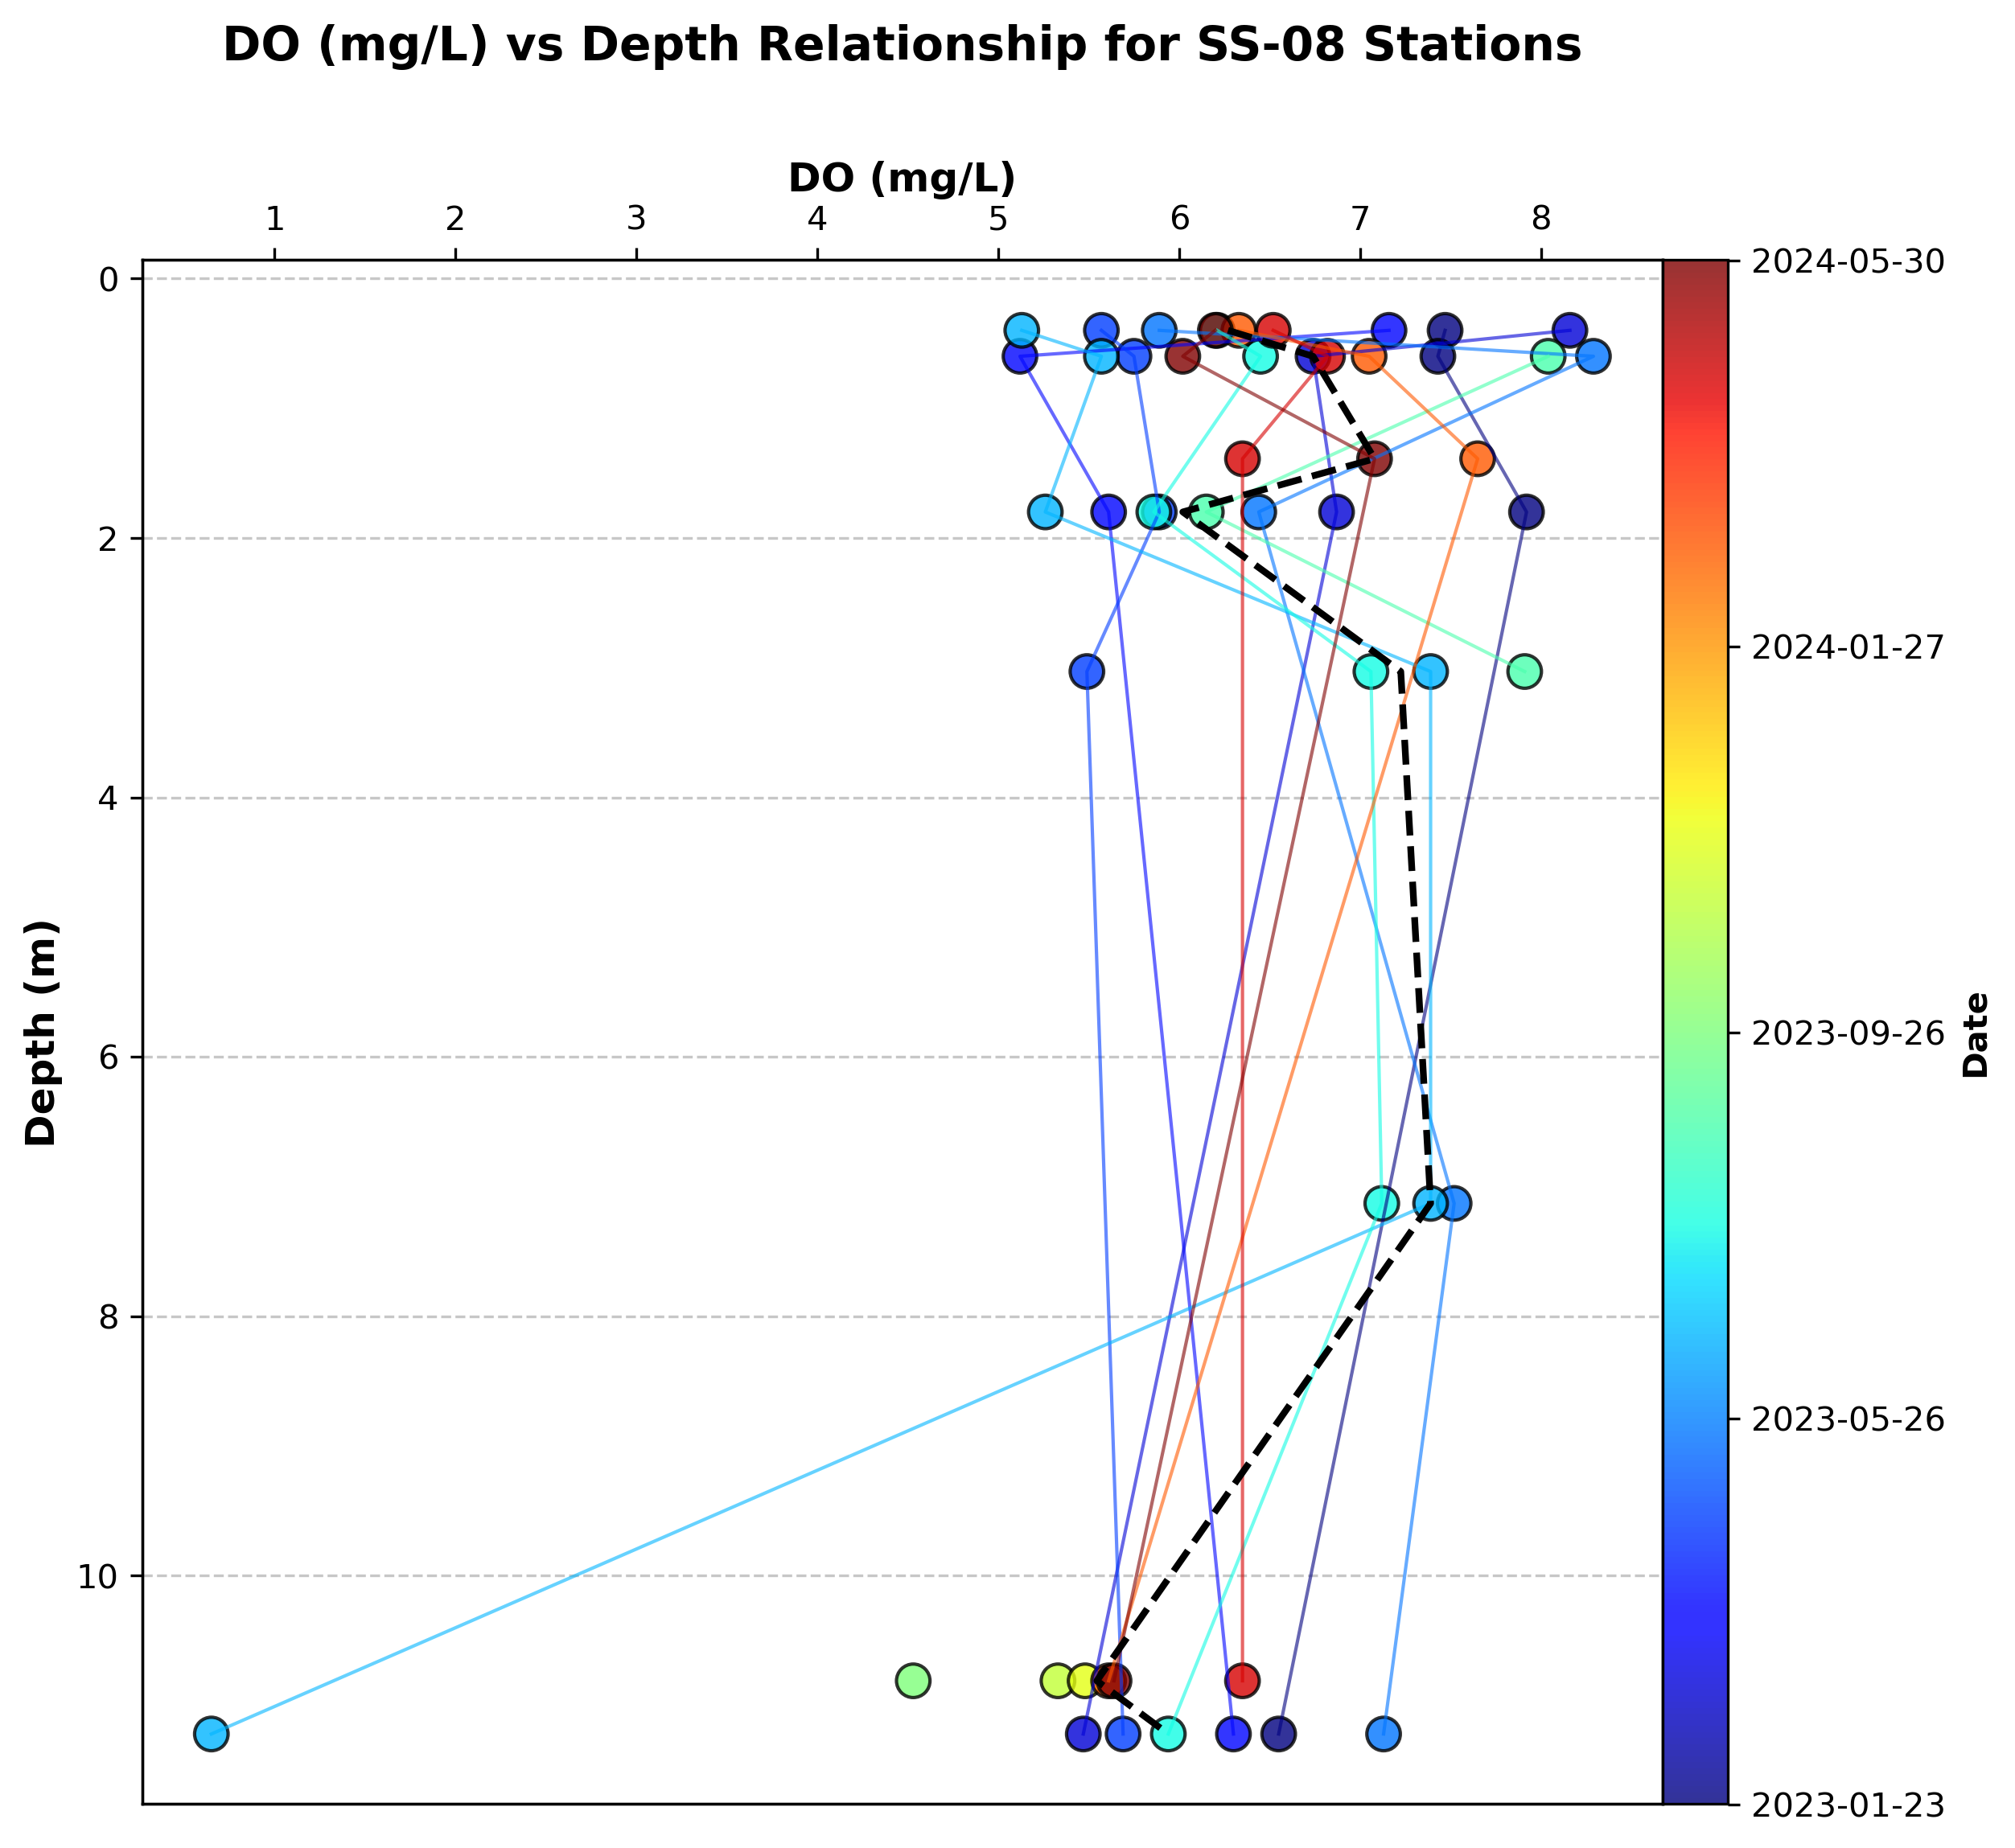 DO (mg/L) vs Depth Relationship for SS-08 Stations
DO (mg/L)
1 2 3 4 5 6 7 8
0
2
4
6
8
10
Depth (m)
2024-05-30
2024-01-27
2023-09-26
2023-05-26
2023-01-23
Date